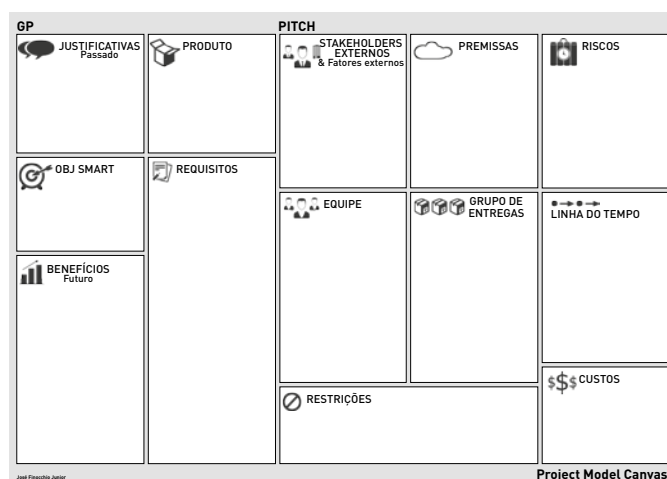 GP
PITCH
JUSTIFICATIVAS
Passado
PRODUTO
STAKEHOLDERS
EXTERNOS
& Fatores externos
PREMISSAS
RISCOS
OBJ SMART
REQUISITOS
EQUIPE
GRUPO DE
ENTREGAS
LINHA DO TEMPO
BENEFÍCIOS
Futuro
CUSTOS
RESTRIÇÕES
José Finocchio Junior
Project Model Canvas